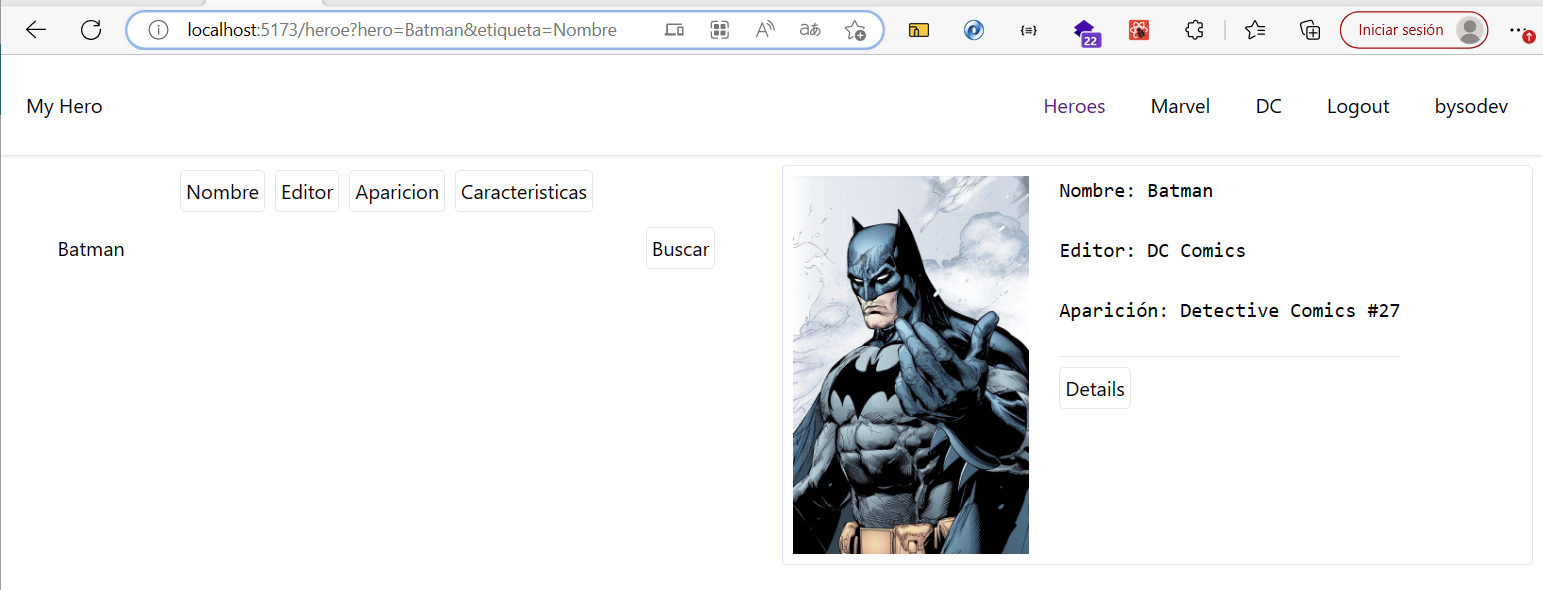 localhost:5173/heroe?hero=Batman&etiqueta=Nombre
22
Iniciar sesión
My Hero
Heroes
Marvel
DC
Logout
bysodev
Nombre
Editor
Aparicion
Caracteristicas
Batman
Buscar
Nombre: Batman
Editor: DC Comics
Aparición: Detective Comics #27
Details